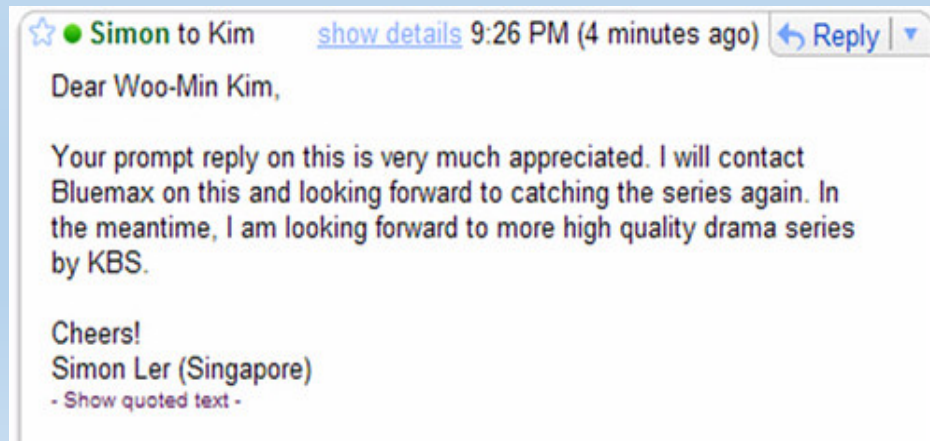 Simon to Kim show details 9:26 PM (4 minutes ago) Reply
Dear Woo-Min Kim,
Your prompt reply on this is very much appreciated. I will contact
Bluemax on this and looking forward to catching the series again. In
the meantime, I am looking forward to more high quality drama series
by KBS.
Cheers!
Simon Ler (Singapore)
- Show quoted text -